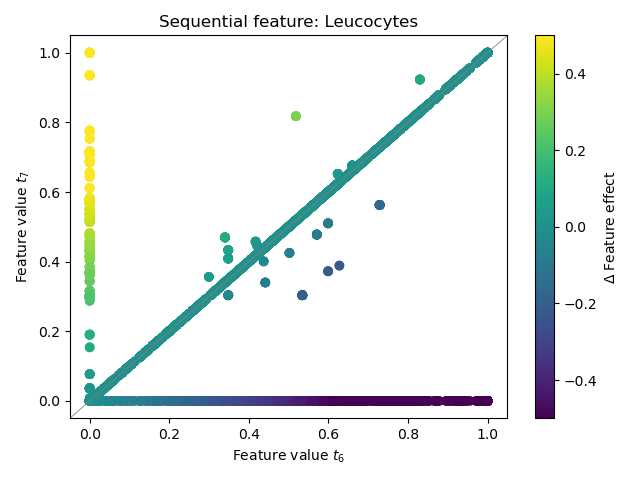 Sequential feature: Leucocytes
1.0
0.8
0.6
0.4
0.2
0.0
Feature value t₇
0.0 0.2 0.4 0.6 0.8 1.0
Feature value t₆
0.4
0.2
0.0
−0.2
−0.4
Δ Feature effect